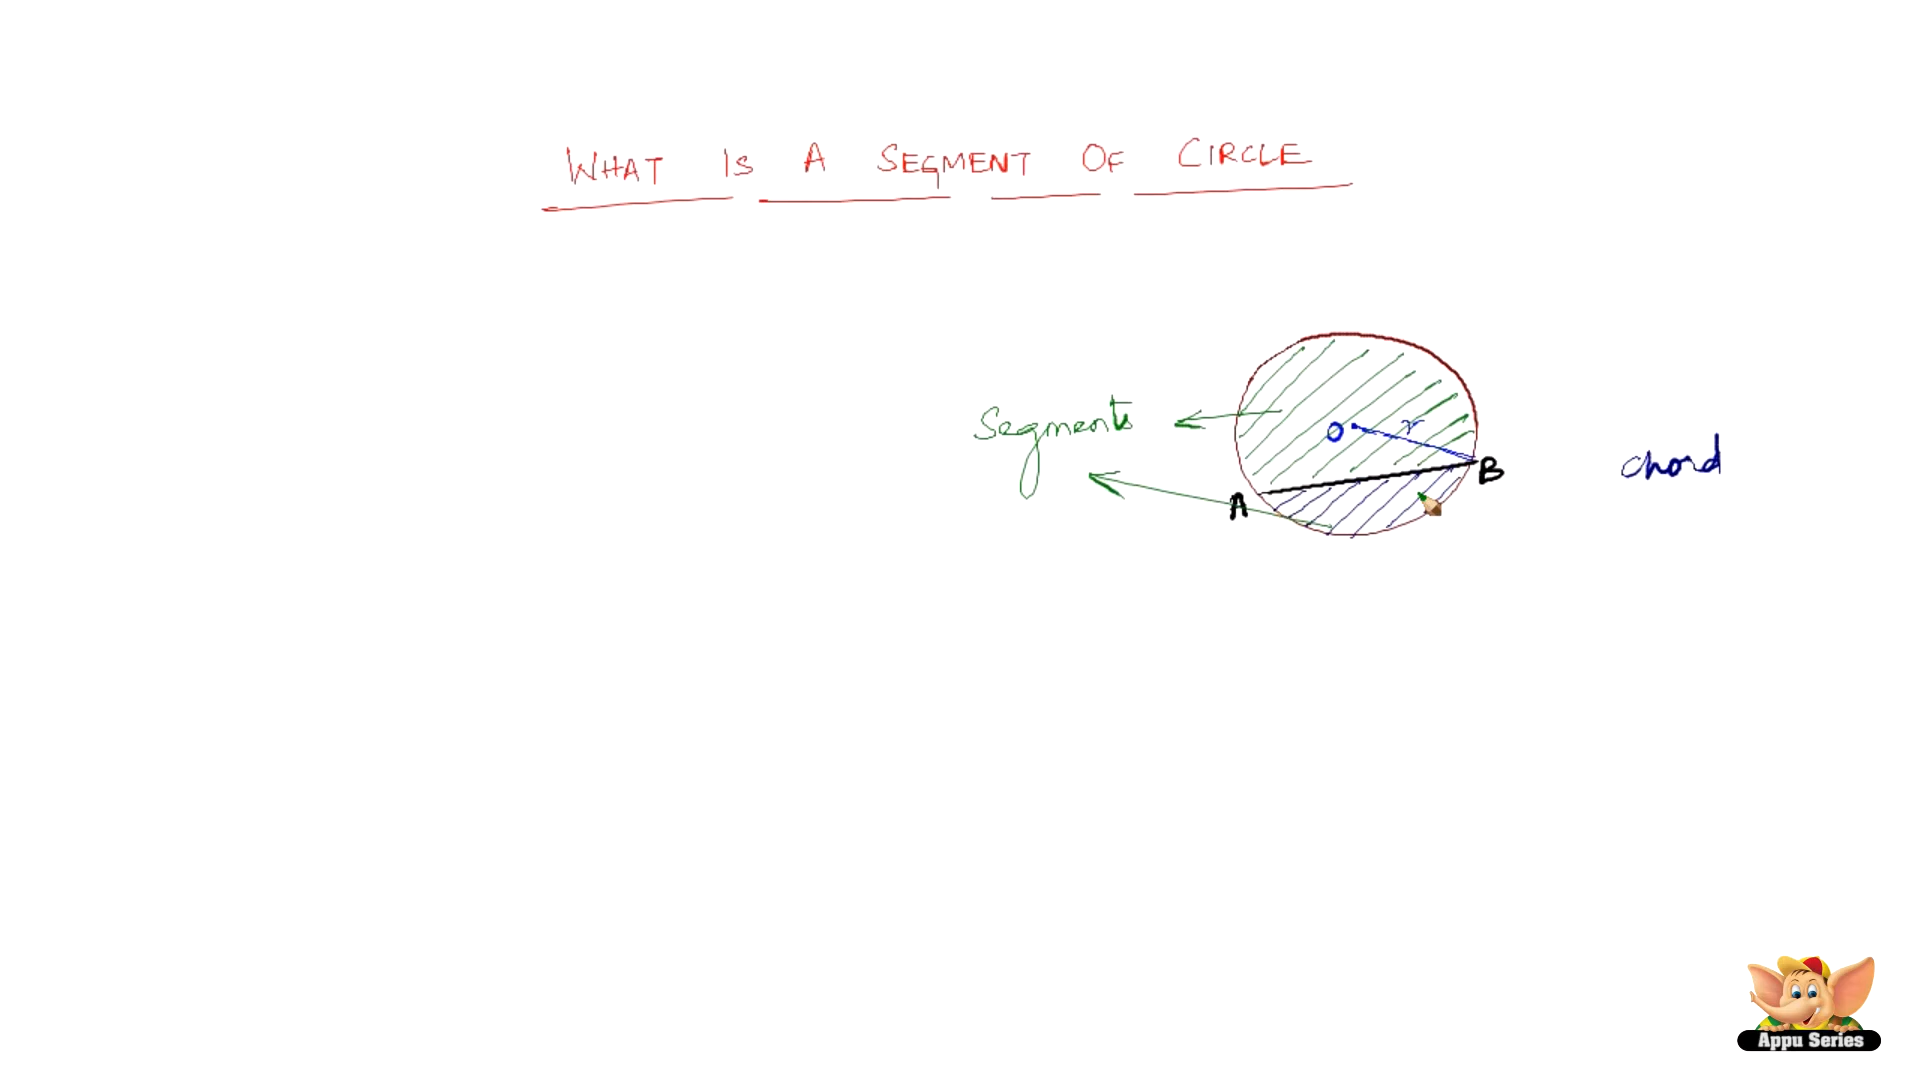 WHAT IS A SEGMENT OF CIRCLE
Segments
O
r
A
B
chord
Appu Series